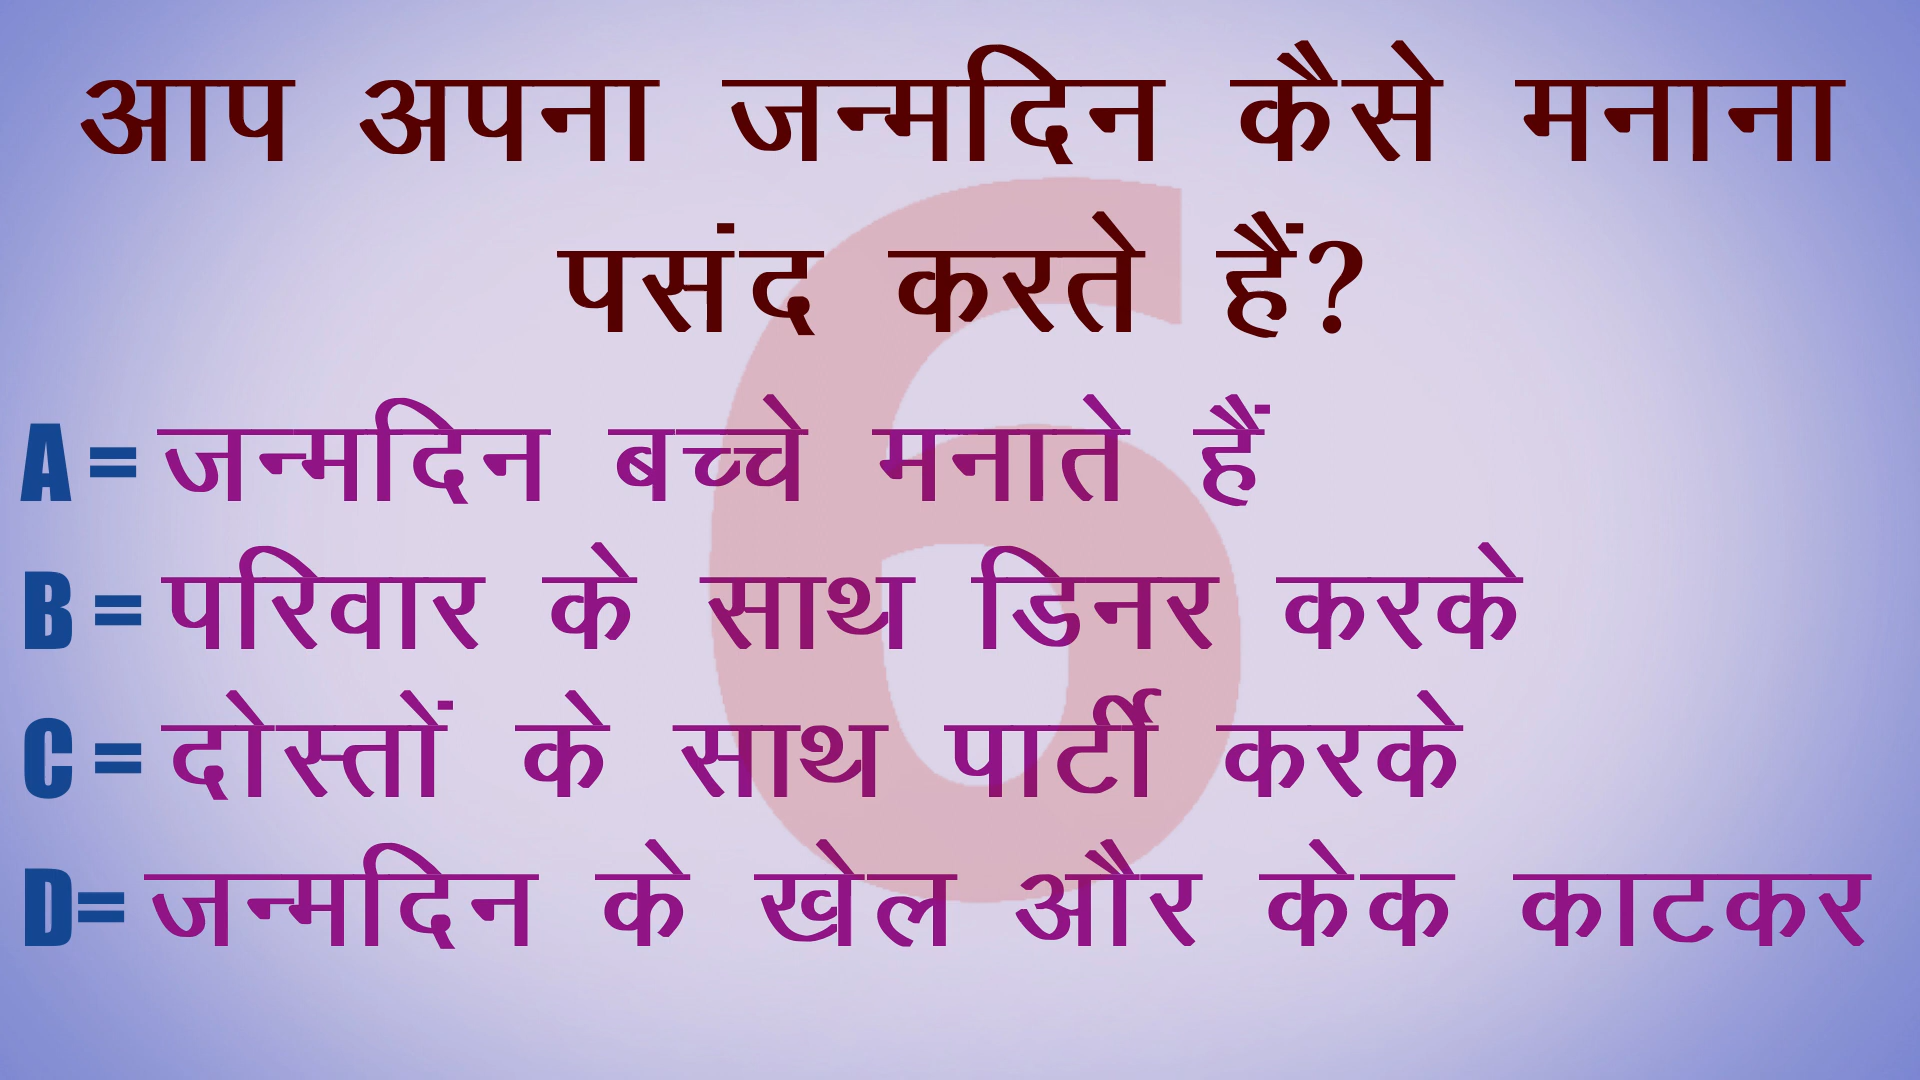 आप अपना जन्मदिन कैसे मनाना
पसंद करते हैं?
6
A = जन्मदिन बच्चे मनाते हैं
B = परिवार के साथ डिनर करके
C = दोस्तों के साथ पार्टी करके
D= जन्मदिन के खेल और केक काटकर